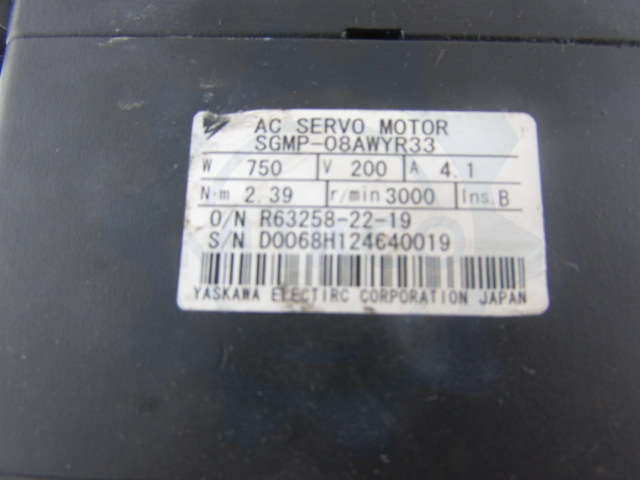 AC SERVO MOTOR
SGMP-08AWYR33
W 750 V 200 A 4.1
N·m 2.39 r/min 3000 Ins. B
O/N R63258-22-19
S/N D0068H124640019
YASKAWA ELECTIRC CORPORATION JAPAN